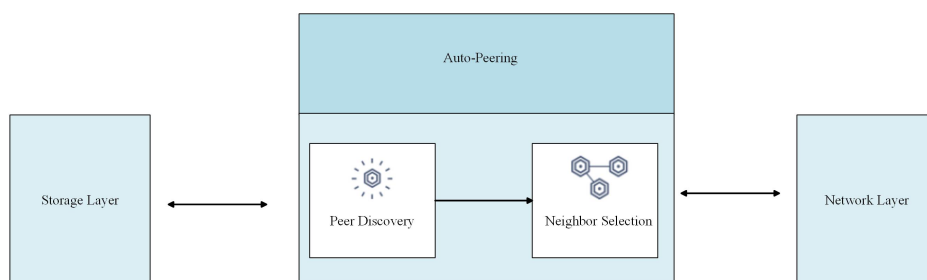 Auto-Peering
Storage Layer
Peer Discovery
Neighbor Selection
Network Layer